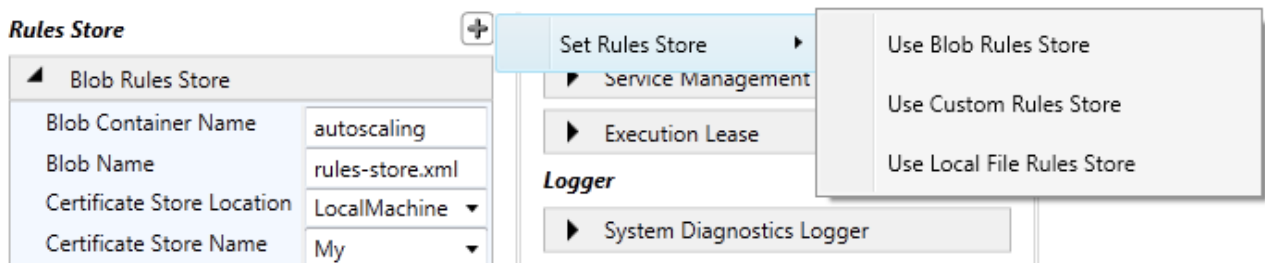 Rules Store
Blob Rules Store
Blob Container Name autoscaling
Blob Name rules-store.xml
Certificate Store Location LocalMachine
Certificate Store Name My
Set Rules Store
Service Management
Execution Lease
Logger
System Diagnostics Logger
Use Blob Rules Store
Use Custom Rules Store
Use Local File Rules Store